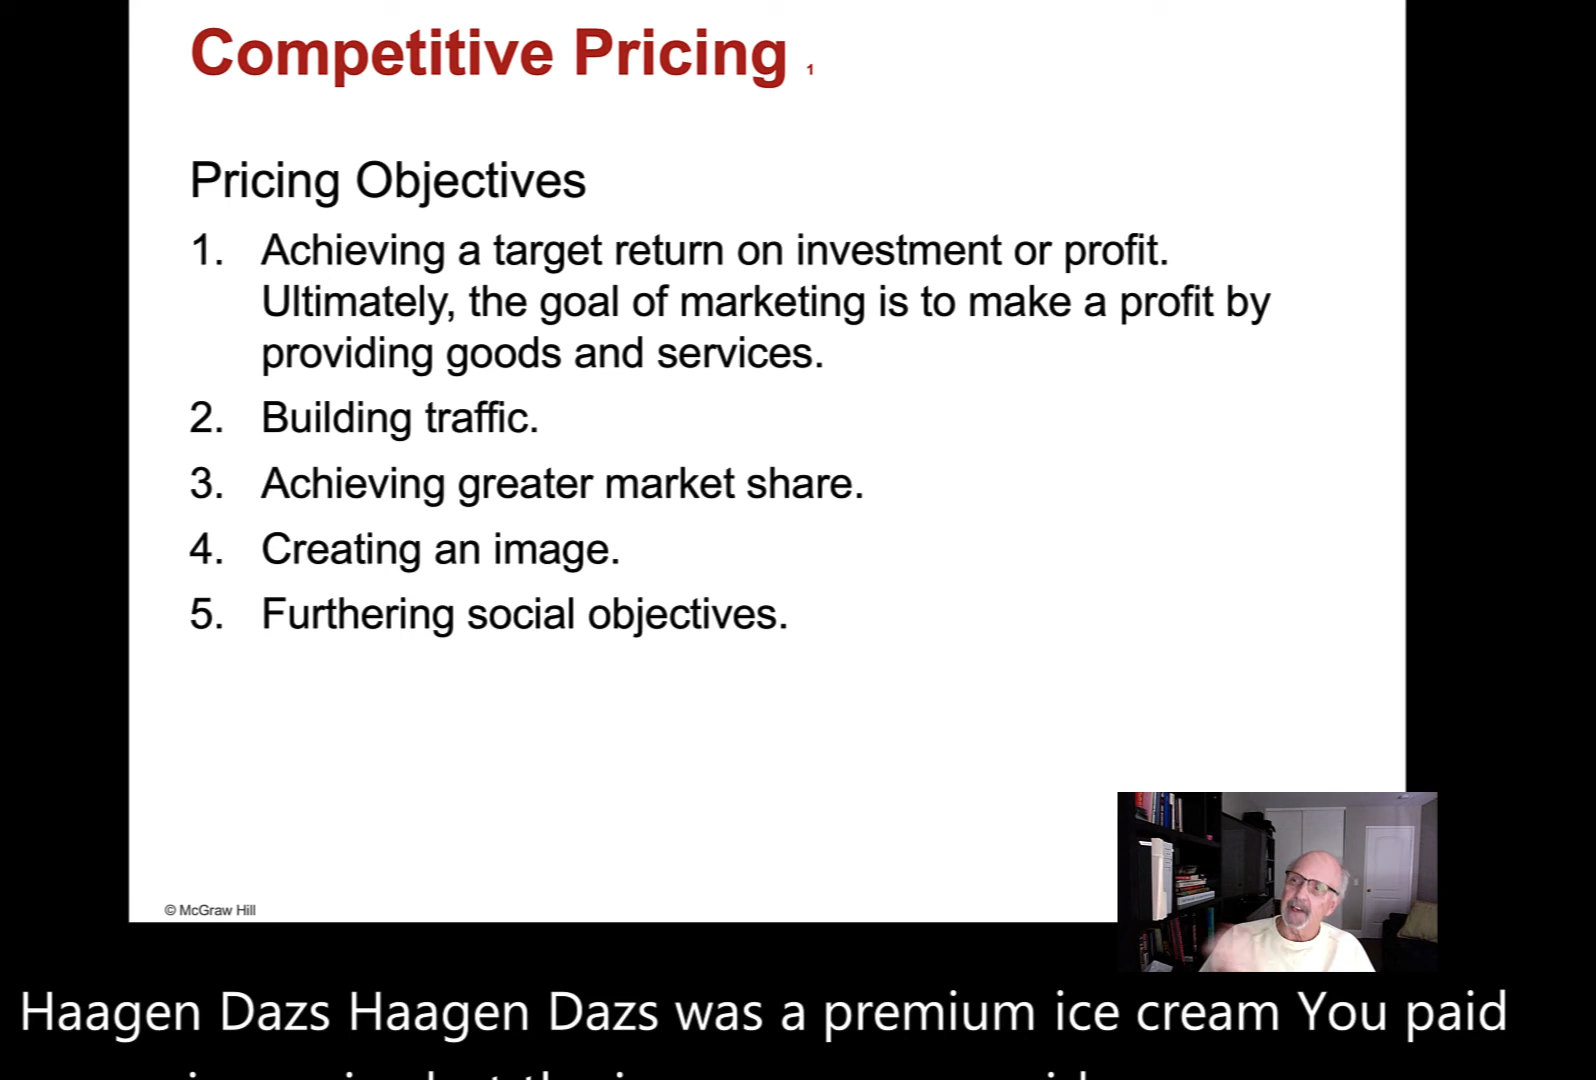 Competitive Pricing 1
Pricing Objectives
1. Achieving a target return on investment or profit.
Ultimately, the goal of marketing is to make a profit by
providing goods and services.
2. Building traffic.
3. Achieving greater market share.
4. Creating an image.
5. Furthering social objectives.
© McGraw Hill
Haagen Dazs Haagen Dazs was a premium ice cream You paid